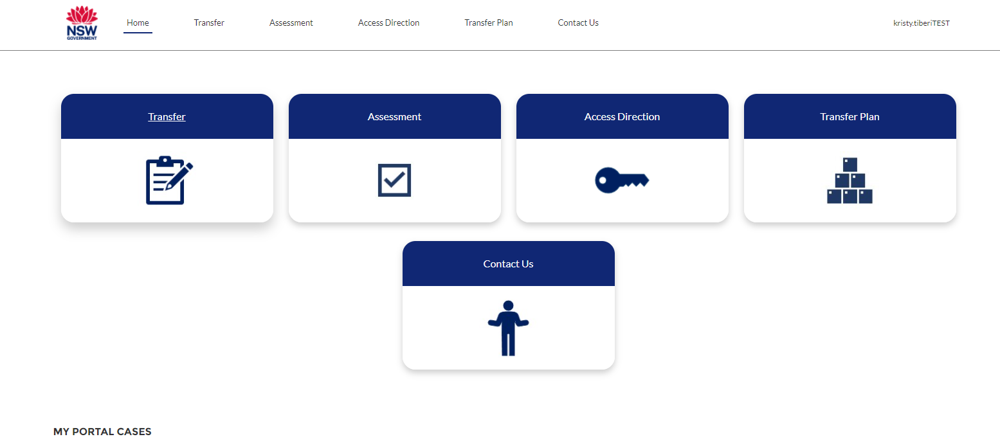 NSW
GOVERNMENT
Home
Transfer
Assessment
Access Direction
Transfer Plan
Contact Us
kristy.tiberiTEST
Transfer
Assessment
Access Direction
Transfer Plan
Contact Us
MY PORTAL CASES